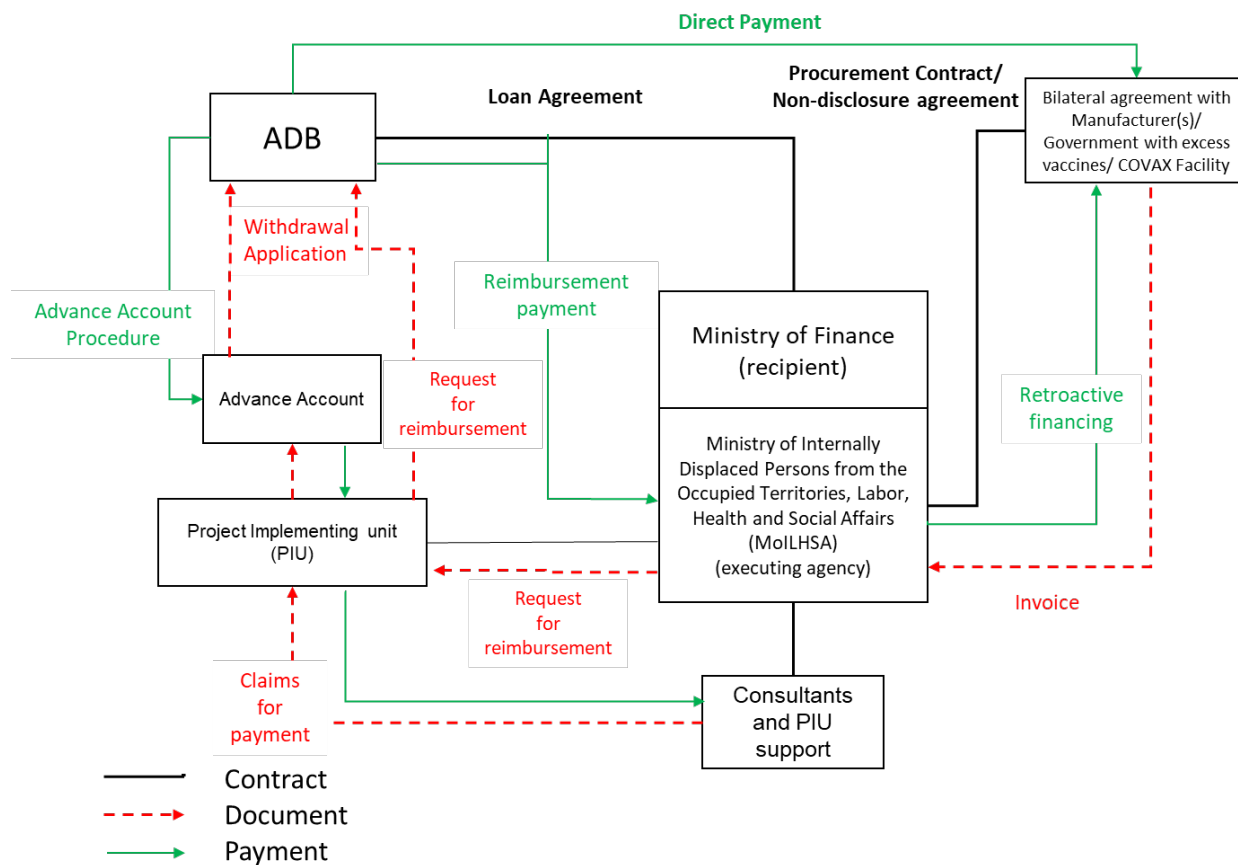 Direct Payment
Loan Agreement
Procurement Contract/
Non-disclosure agreement
ADB
Bilateral agreement with
Manufacturer(s)/
Government with excess
vaccines/ COVAX Facility
Withdrawal
Application
Advance Account
Procedure
Reimbursement
payment
Ministry of Finance
(recipient)
Advance Account
Request
for
reimbursement
Retroactive
financing
Ministry of Internally
Displaced Persons from the
Occupied Territories, Labor,
Health and Social Affairs
(MoILHSA)
(executing agency)
Project Implementing unit
(PIU)
Request
for
reimbursement
Invoice
Claims
for
payment
Consultants
and PIU
support
Contract
Document
Payment